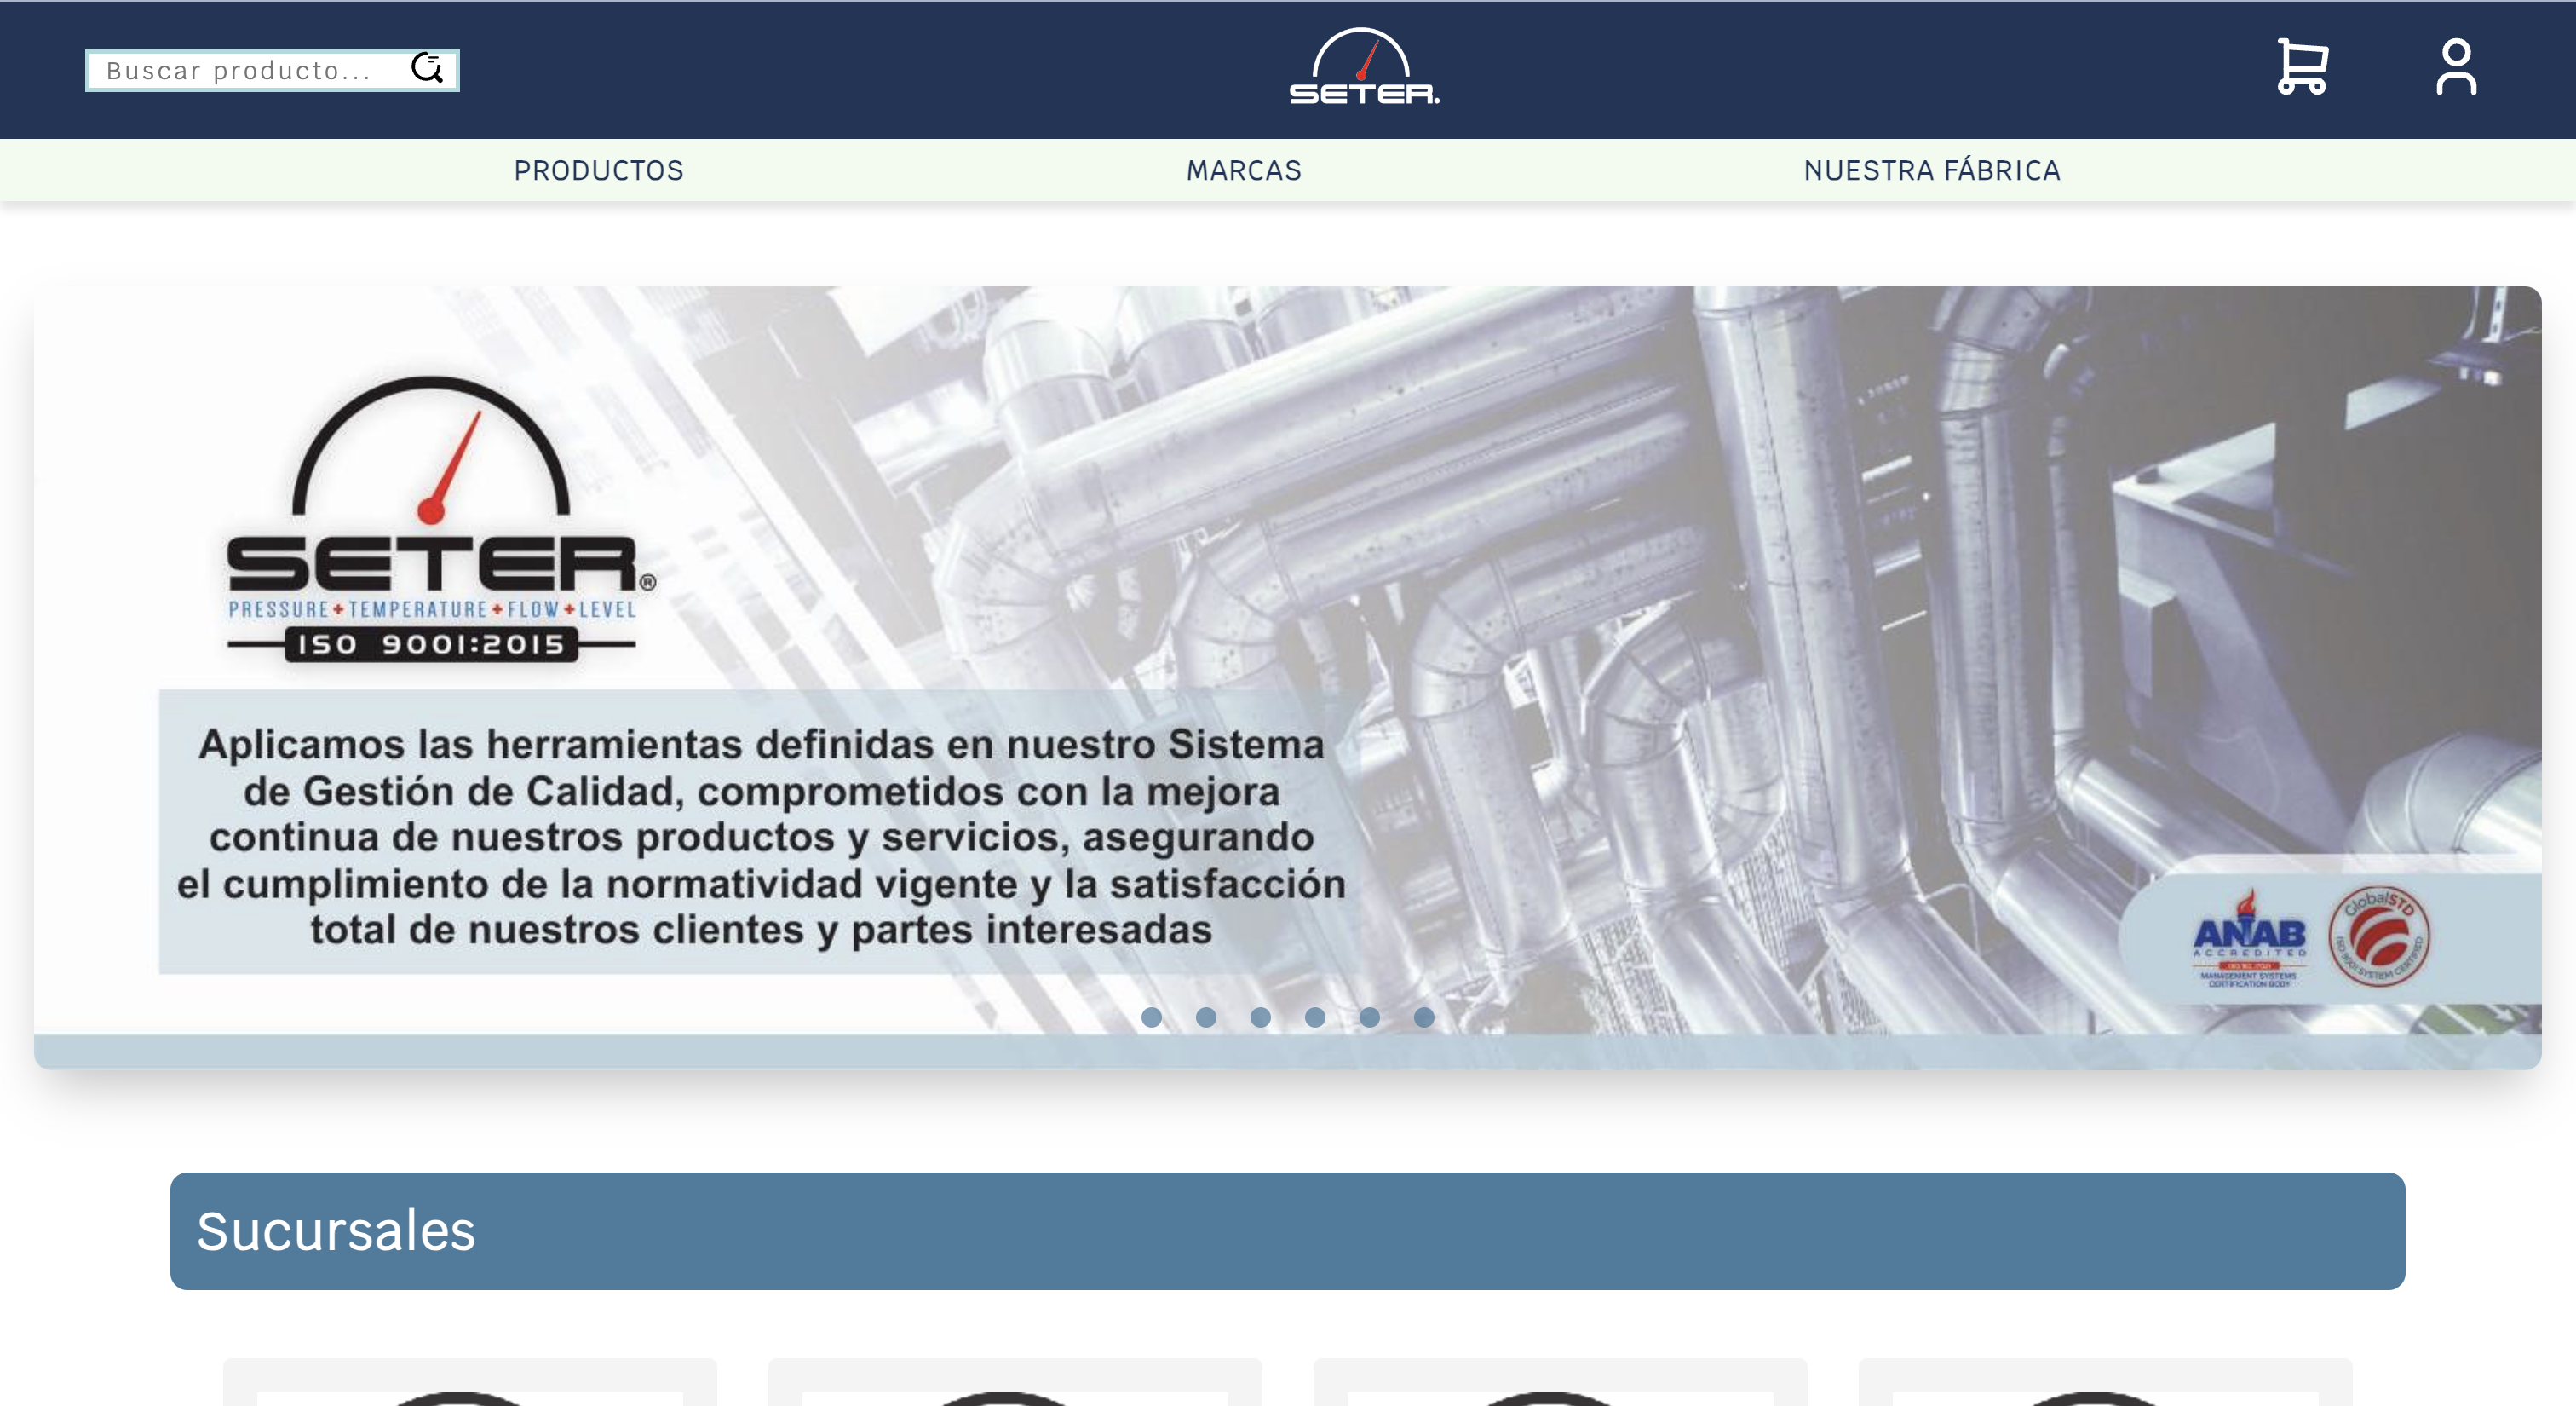 Buscar producto...
SETER.
PRODUCTOS
MARCAS
NUESTRA FÁBRICA
SETER®
PRESSURE+TEMPERATURE+FLOW+LEVEL
ISO 9001:2015
Aplicamos las herramientas definidas en nuestro Sistema
de Gestión de Calidad, comprometidos con la mejora
continua de nuestros productos y servicios, asegurando
el cumplimiento de la normatividad vigente y la satisfacción
total de nuestros clientes y partes interesadas
ANAB
ACCREDITED
MANAGEMENT SYSTEMS
CERTIFICATION BODY
GlobalSTD
ISO 9001 SYSTEM CERTIFIED
Sucursales